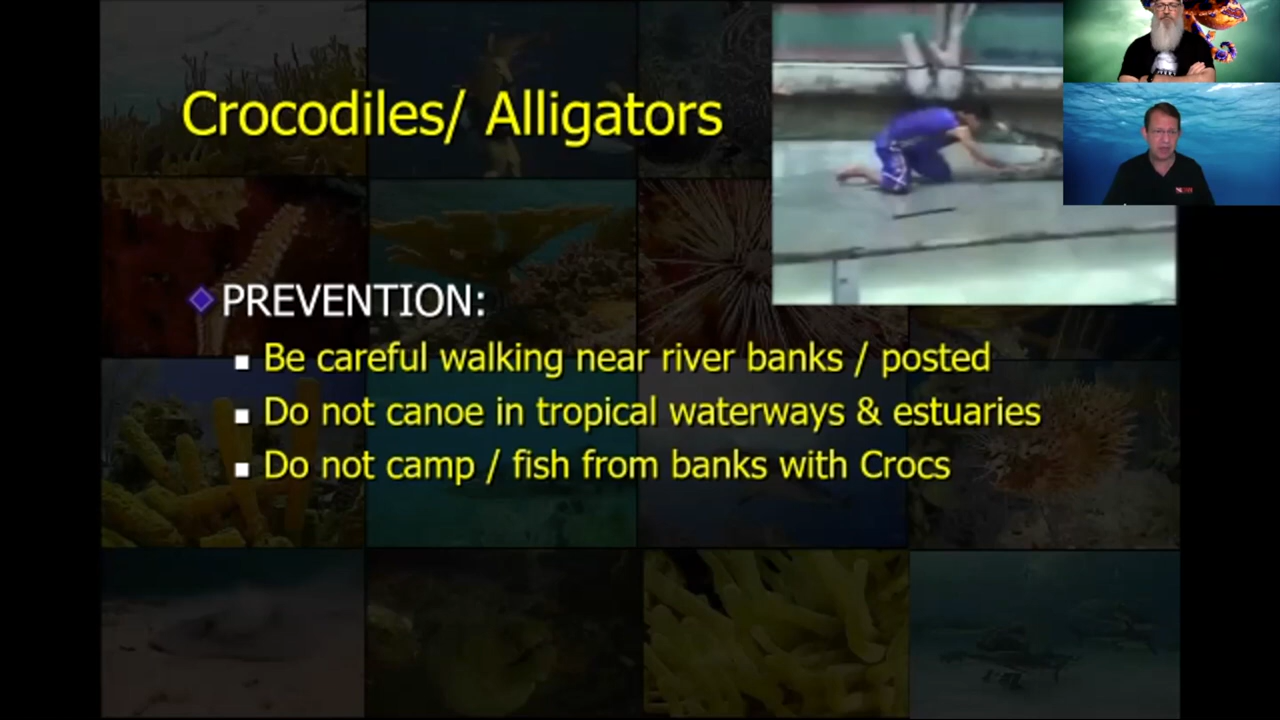 Crocodiles/ Alligators
PREVENTION:
Be careful walking near river banks / posted
Do not canoe in tropical waterways & estuaries
Do not camp / fish from banks with Crocs